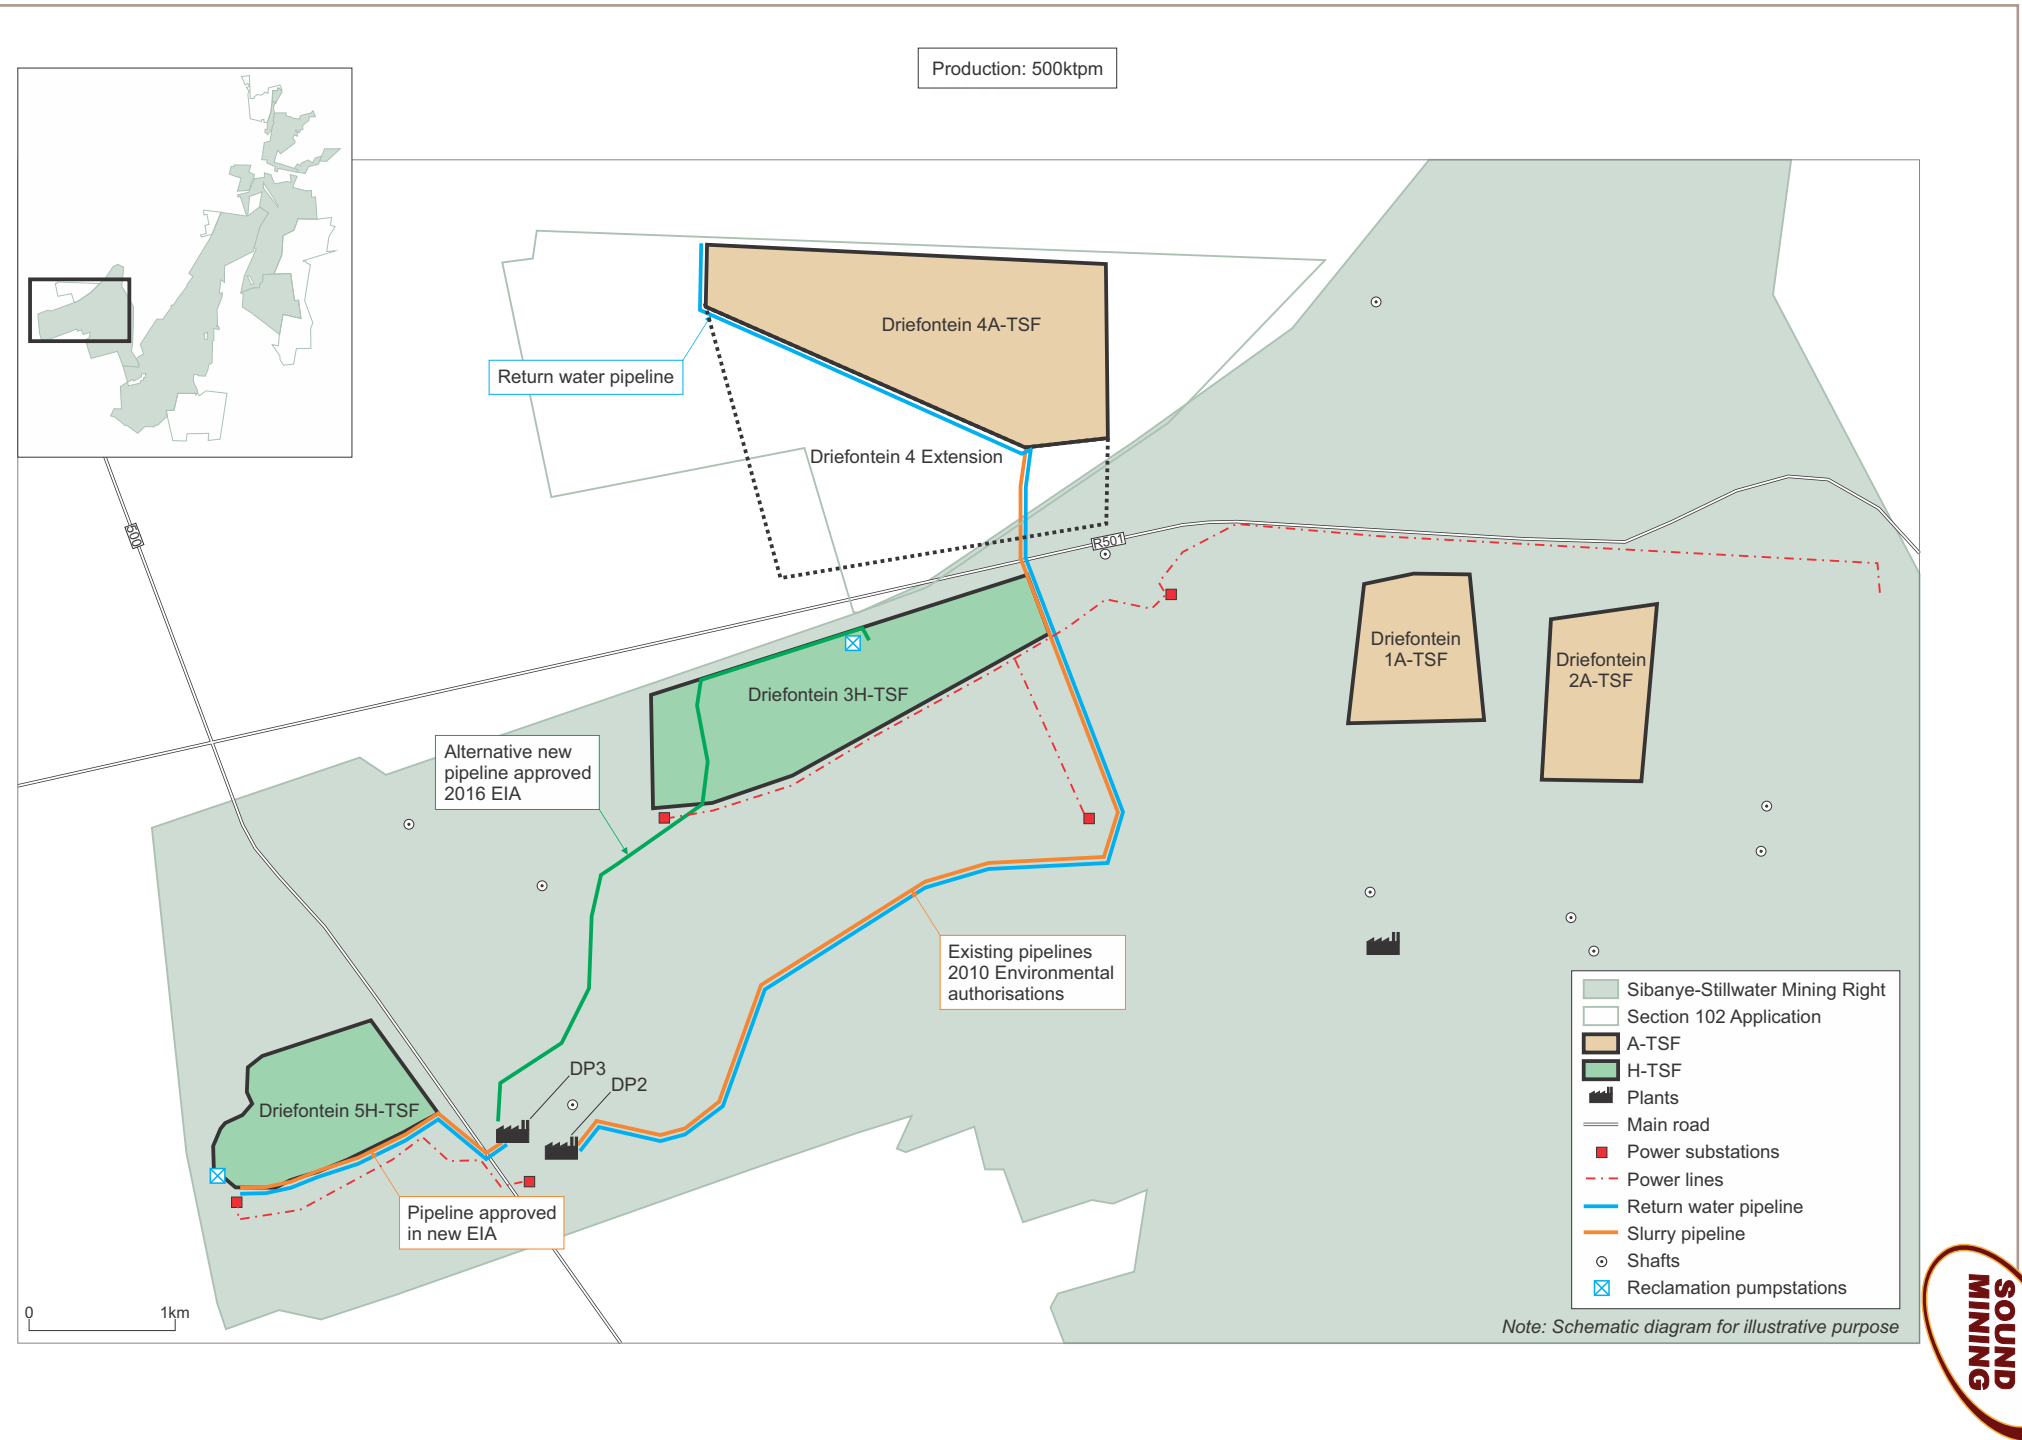 Production: 500ktpm
Driefontein 4A-TSF
Return water pipeline
Driefontein 4 Extension
500
R501
Driefontein
1A-TSF
Driefontein
2A-TSF
Driefontein 3H-TSF
Alternative new
pipeline approved
2016 EIA
Existing pipelines
2010 Environmental
authorisations
DP3
DP2
Driefontein 5H-TSF
Pipeline approved
in new EIA
Sibanye-Stillwater Mining Right
Section 102 Application
A-TSF
H-TSF
Plants
Main road
Power substations
Power lines
Return water pipeline
Slurry pipeline
Shafts
Reclamation pumpstations
0 1km
Note: Schematic diagram for illustrative purpose
SOUND
MINING